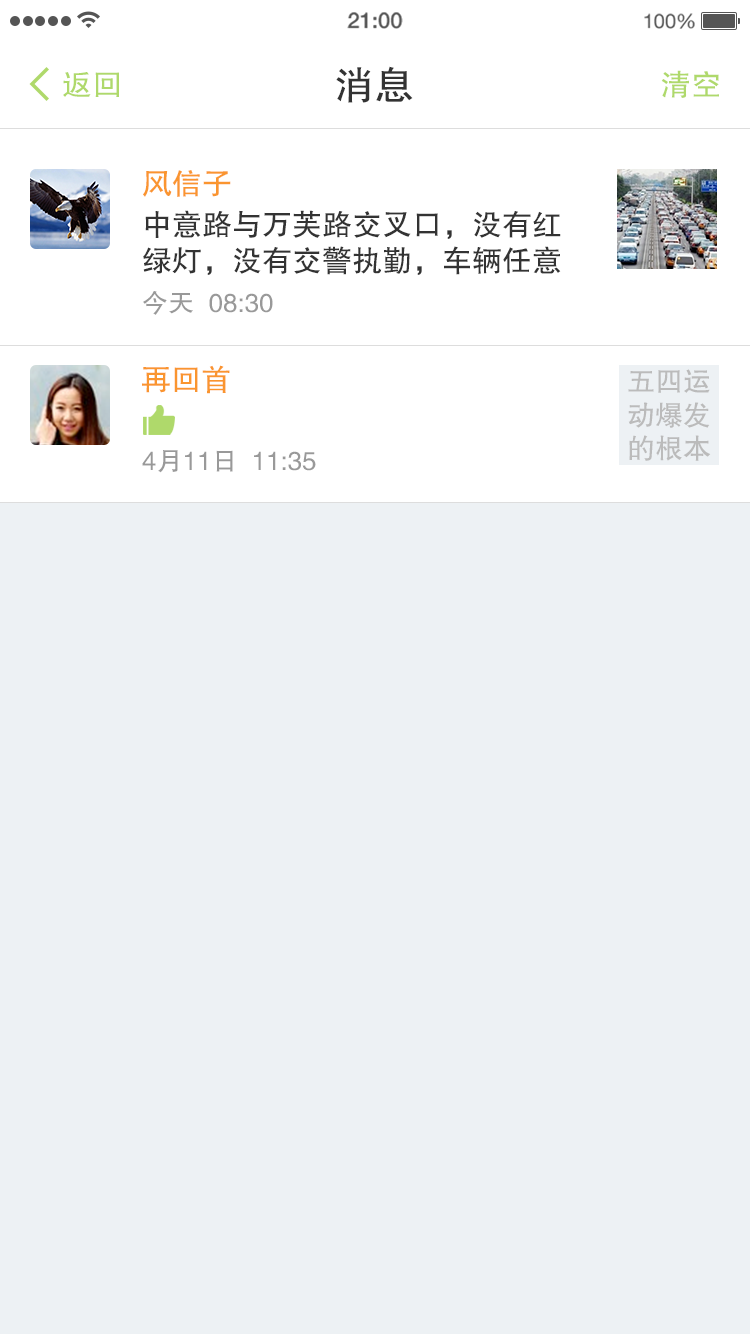 21:00
100%
返回
消息
清空
风信子
中意路与万芙路交叉口，没有红
绿灯，没有交警执勤，车辆任意
今天 08:30
再回首
4月11日 11:35
五四运
动爆发
的根本